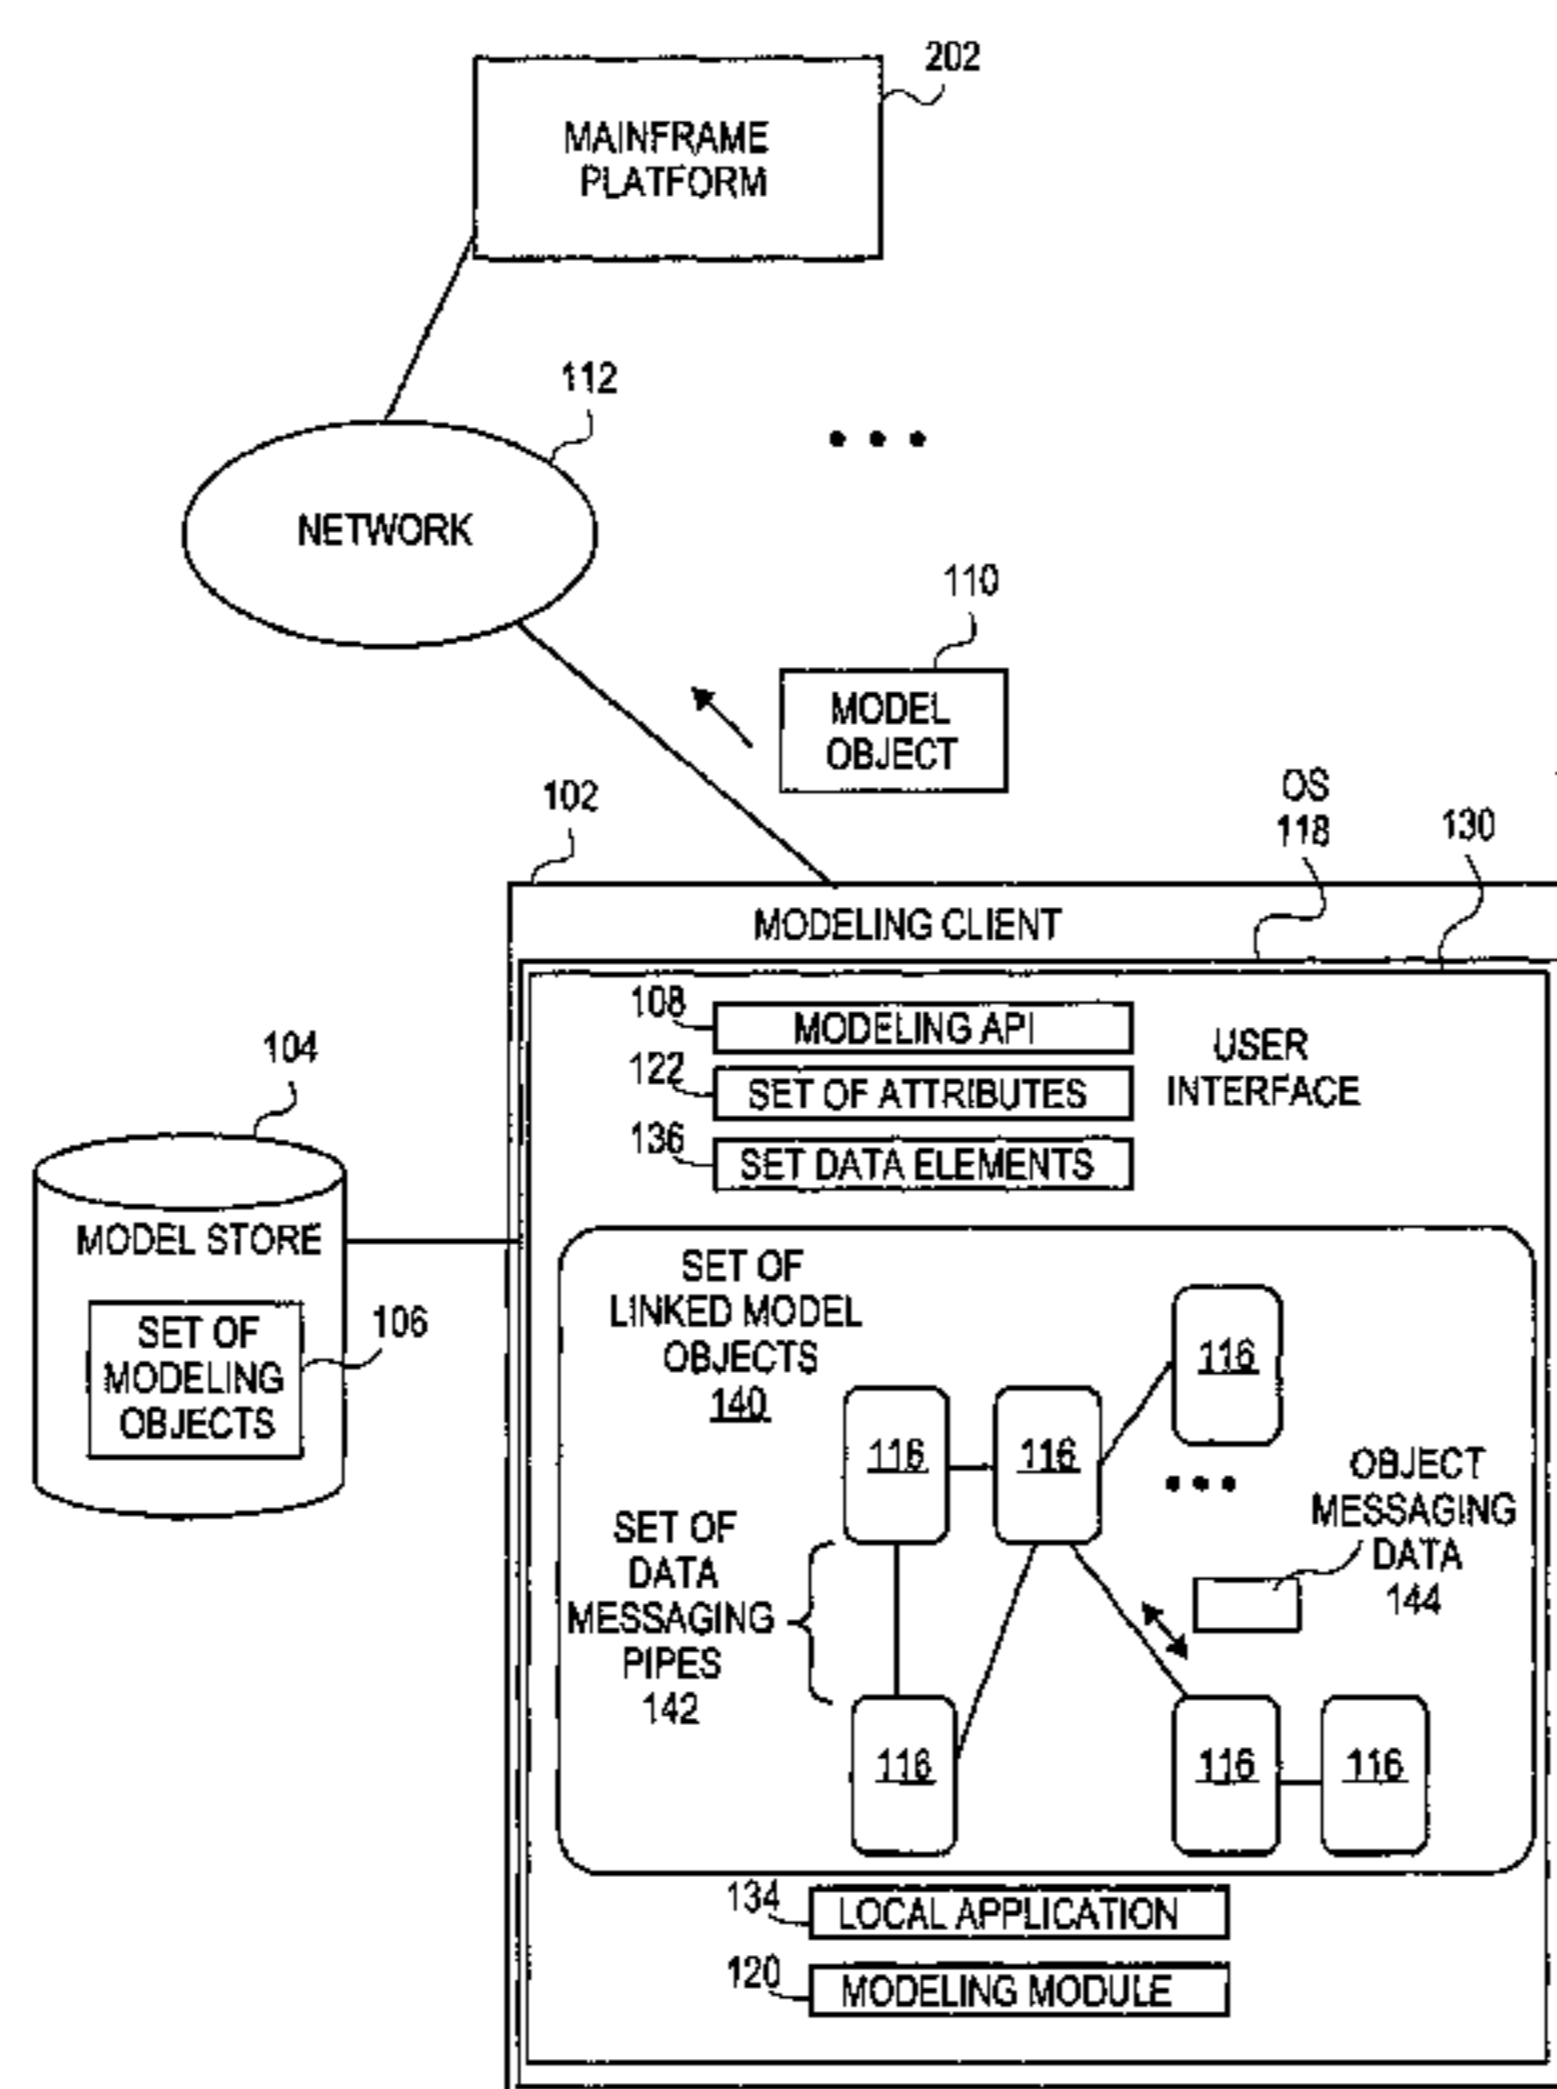 202
MAINFRAME
PLATFORM
112
NETWORK
110
MODEL
OBJECT
102
OS
118
130
MODELING CLIENT
108
MODELING API
USER
INTERFACE
122
SET OF ATTRIBUTES
136
SET DATA ELEMENTS
104
MODEL STORE
SET OF
MODELING
OBJECTS
106
SET OF
LINKED MODEL
OBJECTS
140
116
116
116
OBJECT
MESSAGING
DATA
144
SET OF
DATA
MESSAGING
PIPES
142
116
116
116
134
LOCAL APPLICATION
120
MODELING MODULE